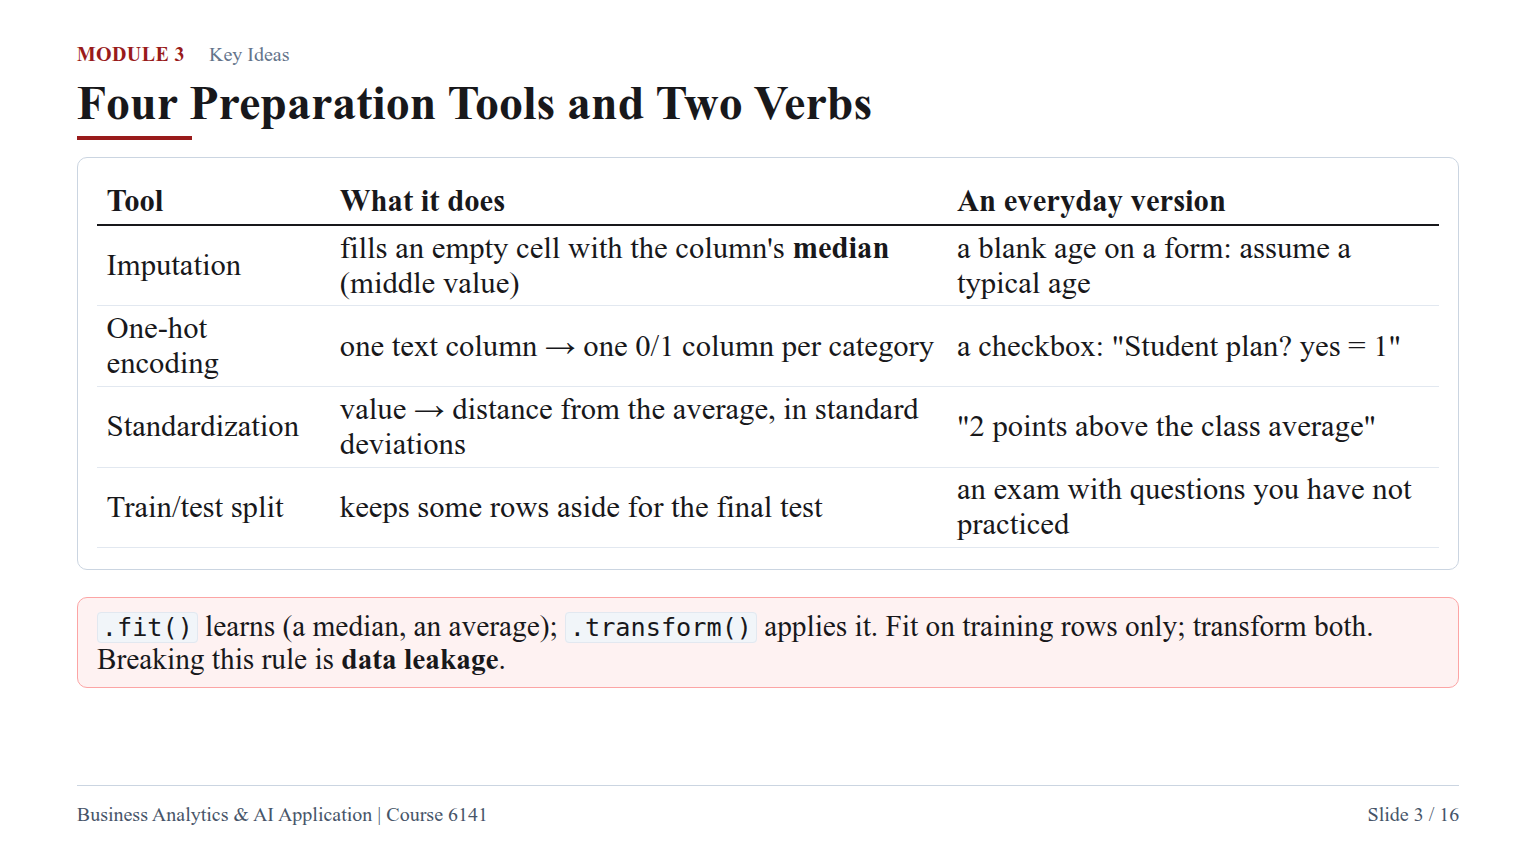 MODULE 3 Key Ideas
Four Preparation Tools and Two Verbs
Tool What it does An everyday version
Imputation fills an empty cell with the column's median (middle value) a blank age on a form: assume a typical age
One-hot encoding one text column → one 0/1 column per category a checkbox: "Student plan? yes = 1"
Standardization value → distance from the average, in standard deviations "2 points above the class average"
Train/test split keeps some rows aside for the final test an exam with questions you have not practiced
.fit() learns (a median, an average); .transform() applies it. Fit on training rows only; transform both.
Breaking this rule is data leakage.
Business Analytics & AI Application | Course 6141 Slide 3 / 16